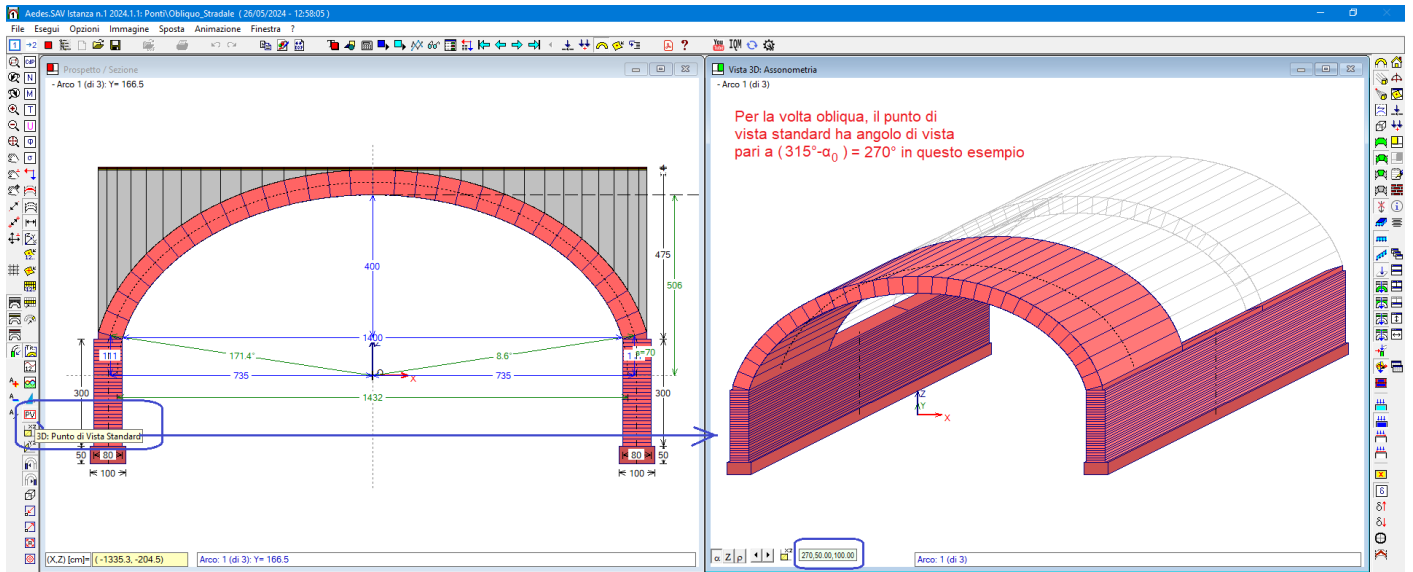 Aedes.SAV Istanza n.1 2024.1.1: Ponti\Obliquo_Stradale ( 26/05/2024 - 12:58:05 )
File Esegui Opzioni Immagine Sposta Animazione Finestra ?
Prospetto / Sezione
- Arco 1 (di 3): Y= 166.5
475
400
506
1400
171.4°
8.6°
735
735
X
1432
300
300
3D: Punto di Vista Standard
50
80
80
50
100
100
(X,Z) [cm]= ( -1335.3, -204.5)
Arco: 1 (di 3): Y= 166.5
Vista 3D: Assonometria
- Arco 1 (di 3)
Per la volta obliqua, il punto di
vista standard ha angolo di vista
pari a ( 315°-α0 ) = 270° in questo esempio
Z
Y
X
α Z ρ
XZ
270,50.00,100.00
Arco: 1 (di 3)